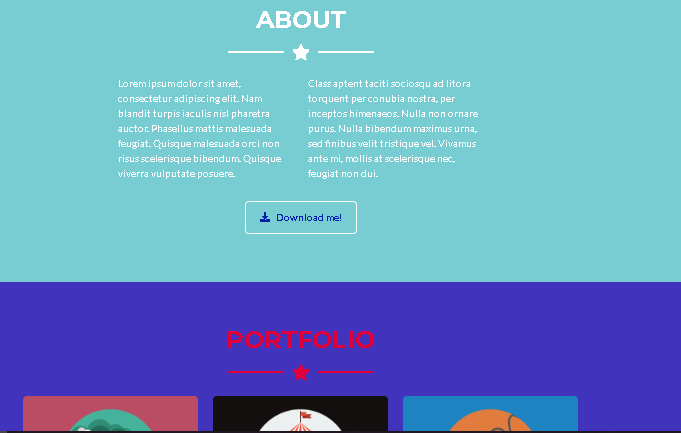 ABOUT
Lorem ipsum dolor sit amet,
consectetur adipiscing elit. Nam
blandit turpis iaculis nisl pharetra
auctor. Phasellus mattis malesuada
feugiat. Quisque malesuada orci non
risus scelerisque bibendum. Quisque
viverra vulputate posuere.
Class aptent taciti sociosqu ad litora
torquent per conubia nostra, per
inceptos himenaeos. Nulla non ornare
purus. Nulla bibendum maximus urna,
sed finibus velit tristique vel. Vivamus
ante mi, mollis at scelerisque nec,
feugiat non dui.
Download me!
PORTFOLIO